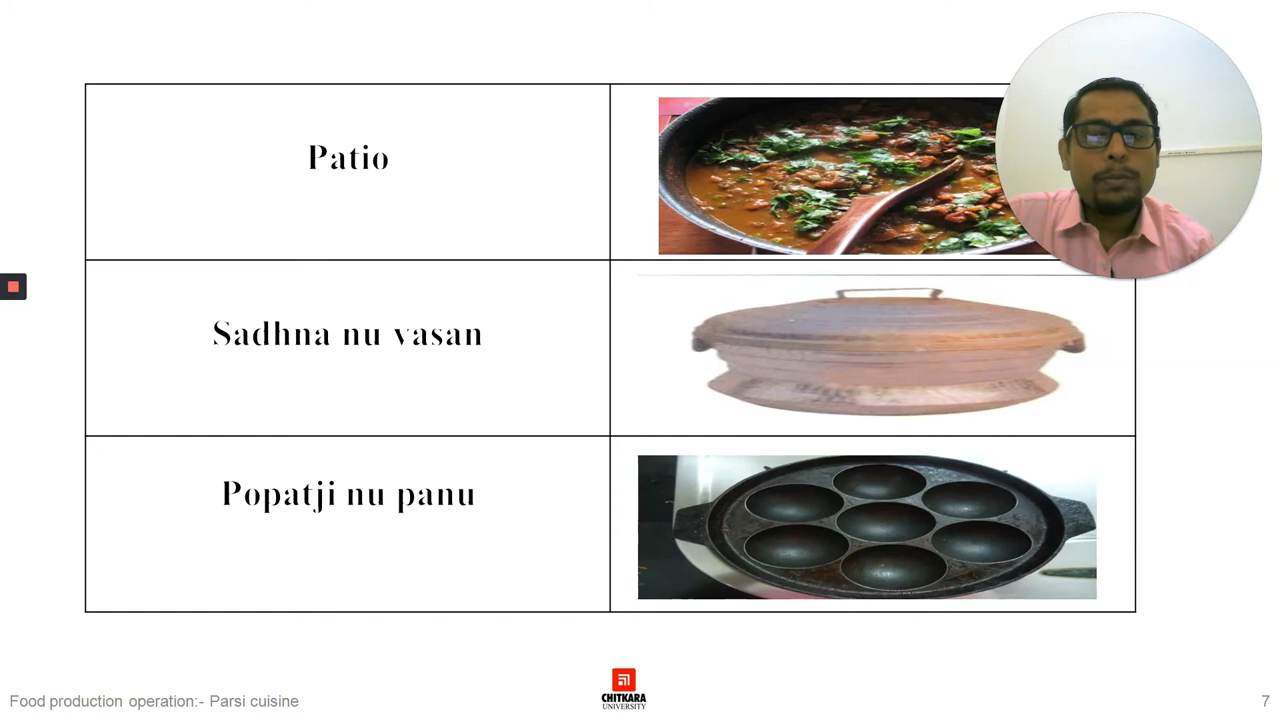 Patio
Sadhna nu vasan
Popatji nu panu
Food production operation:- Parsi cuisine
CHITKARA
UNIVERSITY
7